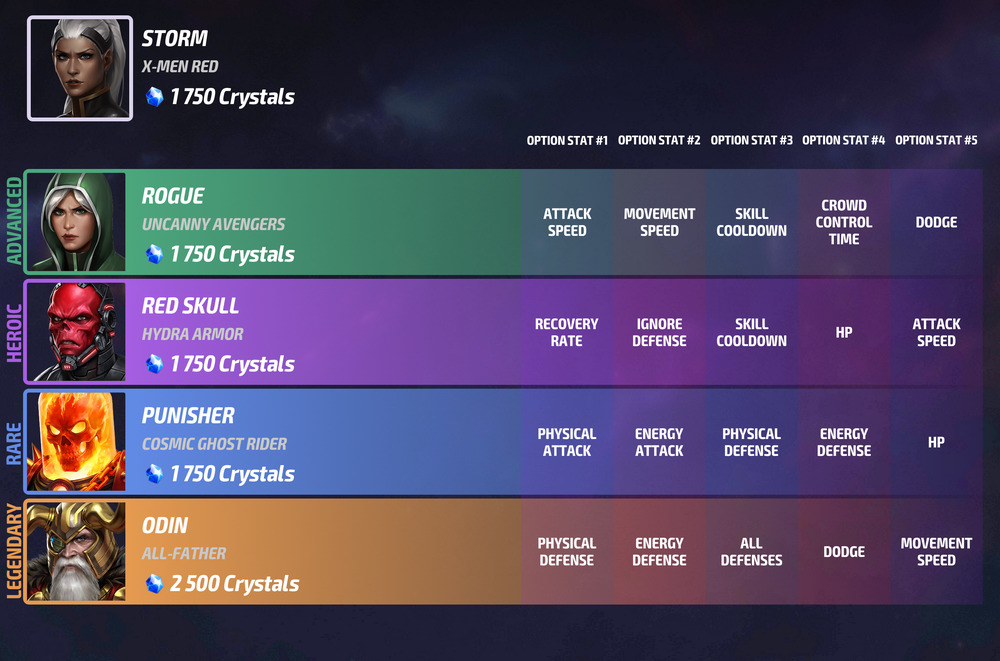 STORM
X-MEN RED
1 750 Crystals
OPTION STAT #1 OPTION STAT #2 OPTION STAT #3 OPTION STAT #4 OPTION STAT #5
ADVANCED
ROGUE
UNCANNY AVENGERS
1 750 Crystals
ATTACK
SPEED
MOVEMENT
SPEED
SKILL
COOLDOWN
CROWD
CONTROL
TIME
DODGE
HEROIC
RED SKULL
HYDRA ARMOR
1 750 Crystals
RECOVERY
RATE
IGNORE
DEFENSE
SKILL
COOLDOWN
HP
ATTACK
SPEED
RARE
PUNISHER
COSMIC GHOST RIDER
1 750 Crystals
PHYSICAL
ATTACK
ENERGY
ATTACK
PHYSICAL
DEFENSE
ENERGY
DEFENSE
HP
LEGENDARY
ODIN
ALL-FATHER
2 500 Crystals
PHYSICAL
DEFENSE
ENERGY
DEFENSE
ALL
DEFENSES
DODGE
MOVEMENT
SPEED